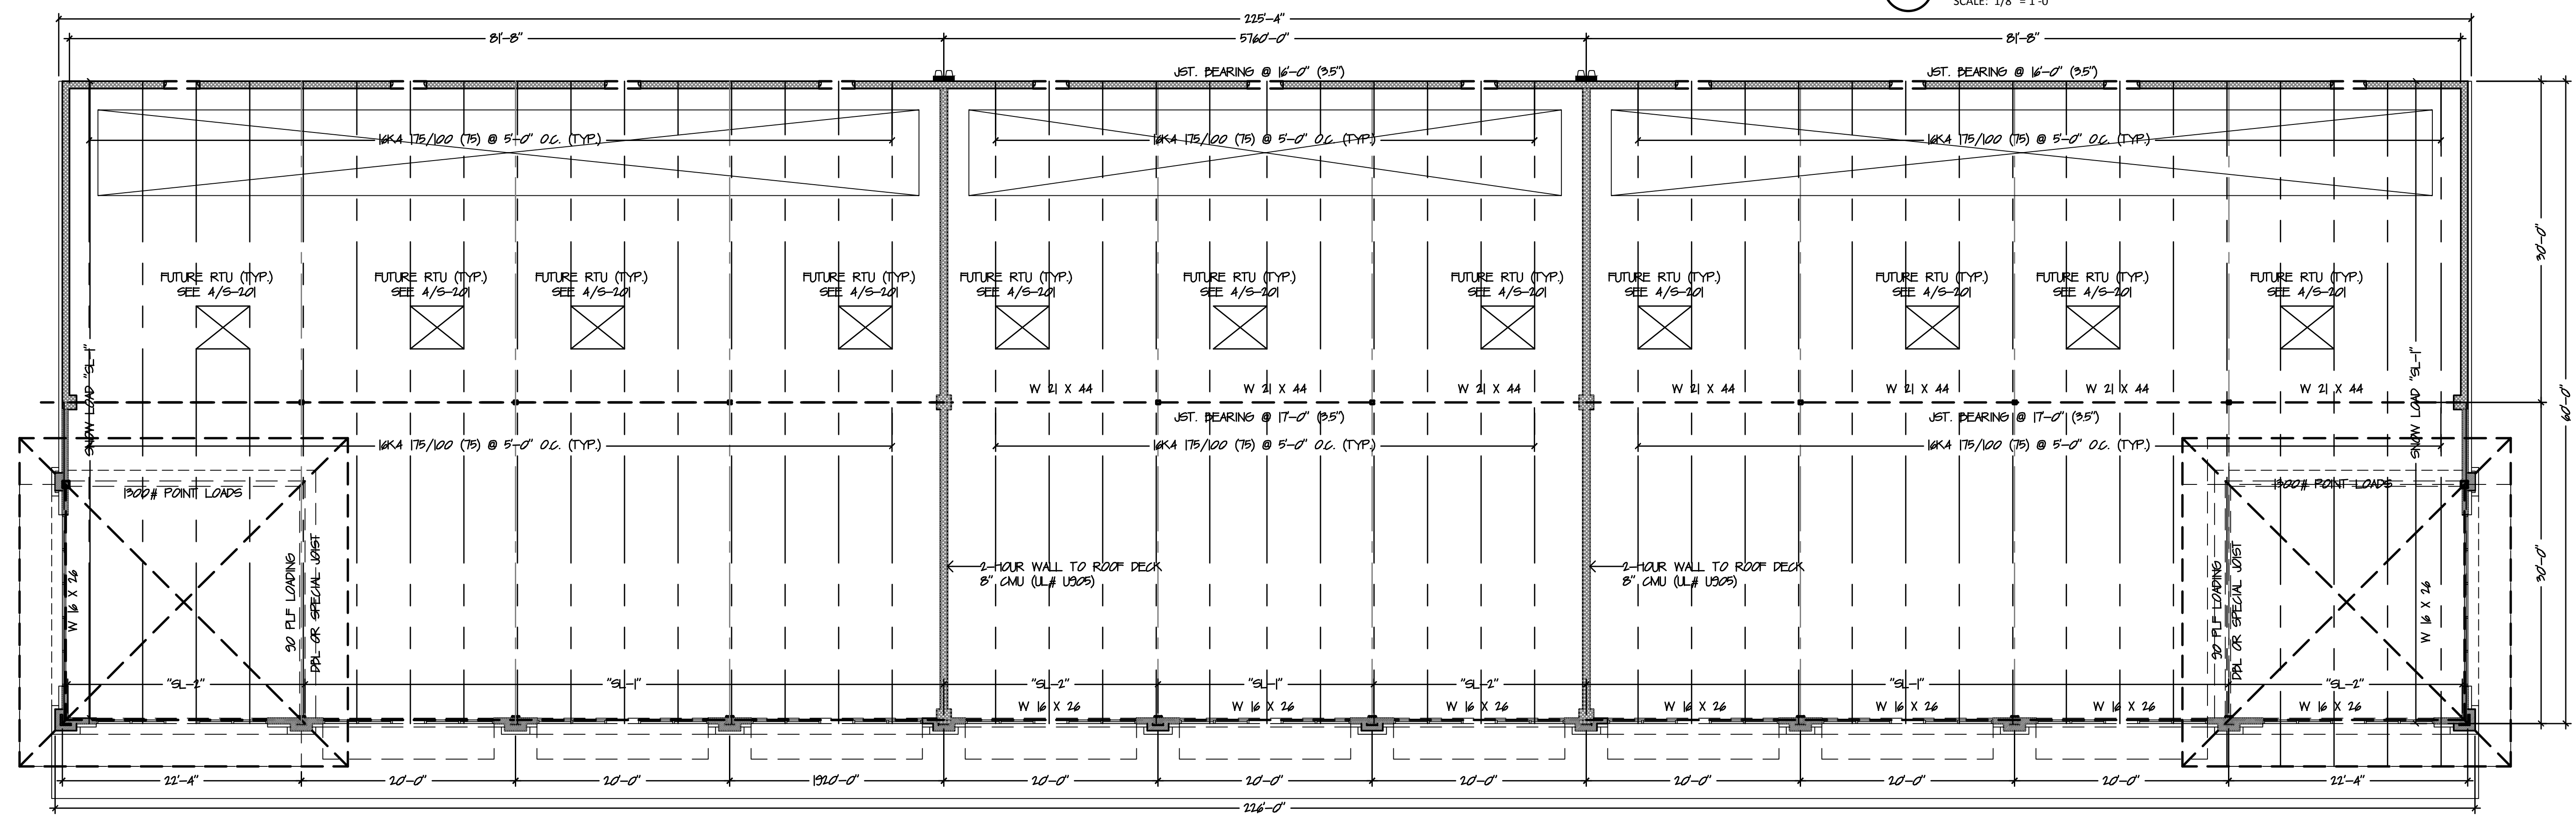 SCALE: 1/8" = 1'-0"
225'-4"
81'-8"
5760'-0"
81'-8"
JST. BEARING @ 16'-0" (3.5")
JST. BEARING @ 16'-0" (3.5")
16K4 175/100 (75) @ 5'-0" O.C. (TYP.)
16K4 175/100 (75) @ 5'-0" O.C. (TYP.)
16K4 175/100 (75) @ 5'-0" O.C. (TYP.)
30'-0"
60'-0"
30'-0"
FUTURE RTU (TYP.)
SEE 4/S-201
FUTURE RTU (TYP.)
SEE 4/S-201
FUTURE RTU (TYP.)
SEE 4/S-201
FUTURE RTU (TYP.)
SEE 4/S-201
FUTURE RTU (TYP.)
SEE 4/S-201
FUTURE RTU (TYP.)
SEE 4/S-201
FUTURE RTU (TYP.)
SEE 4/S-201
FUTURE RTU (TYP.)
SEE 4/S-201
FUTURE RTU (TYP.)
SEE 4/S-201
FUTURE RTU (TYP.)
SEE 4/S-201
FUTURE RTU (TYP.)
SEE 4/S-201
SNOW LOAD "SL-1"
SNOW LOAD "SL-1"
W 21 X 44
W 21 X 44
W 21 X 44
W 21 X 44
W 21 X 44
W 21 X 44
W 21 X 44
JST. BEARING @ 17'-0" (3.5")
JST. BEARING @ 17'-0" (3.5")
16K4 175/100 (75) @ 5'-0" O.C. (TYP.)
16K4 175/100 (75) @ 5'-0" O.C. (TYP.)
16K4 175/100 (75) @ 5'-0" O.C. (TYP.)
1300# POINT LOADS
1300# POINT LOADS
W 16 X 26
90 PLF LOADING
DBL OR SPECIAL JOIST
2-HOUR WALL TO ROOF DECK
8" CMU (UL# U905)
2-HOUR WALL TO ROOF DECK
8" CMU (UL# U905)
90 PLF LOADING
DBL OR SPECIAL JOIST
W 16 X 26
"SL-2"
"SL-1"
"SL-2"
"SL-1"
"SL-2"
"SL-1"
"SL-2"
W 16 X 26
W 16 X 26
W 16 X 26
W 16 X 26
W 16 X 26
W 16 X 26
W 16 X 26
22'-4"
20'-0"
20'-0"
1920'-0"
20'-0"
20'-0"
20'-0"
20'-0"
20'-0"
20'-0"
22'-4"
226'-0"